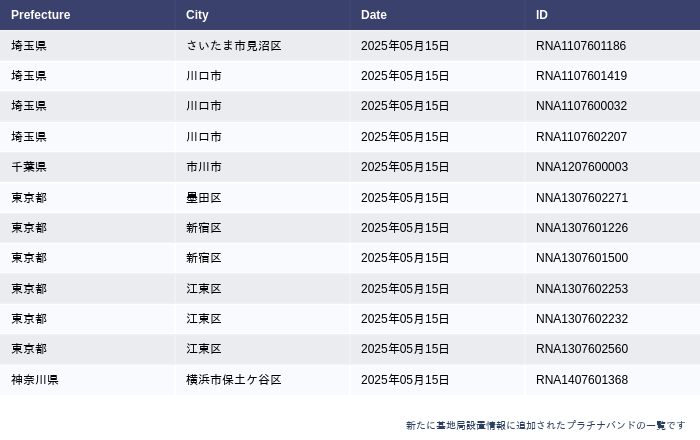 Prefecture City Date ID
埼玉県 さいたま市見沼区 2025年05月15日 RNA1107601186
埼玉県 川口市 2025年05月15日 RNA1107601419
埼玉県 川口市 2025年05月15日 NNA1107600032
埼玉県 川口市 2025年05月15日 RNA1107602207
千葉県 市川市 2025年05月15日 NNA1207600003
東京都 墨田区 2025年05月15日 NNA1307602271
東京都 新宿区 2025年05月15日 NNA1307601226
東京都 新宿区 2025年05月15日 NNA1307601500
東京都 江東区 2025年05月15日 NNA1307602253
東京都 江東区 2025年05月15日 NNA1307602232
東京都 江東区 2025年05月15日 RNA1307602560
神奈川県 横浜市保土ケ谷区 2025年05月15日 RNA1407601368
新たに基地局設置情報に追加されたプラチナバンドの一覧です